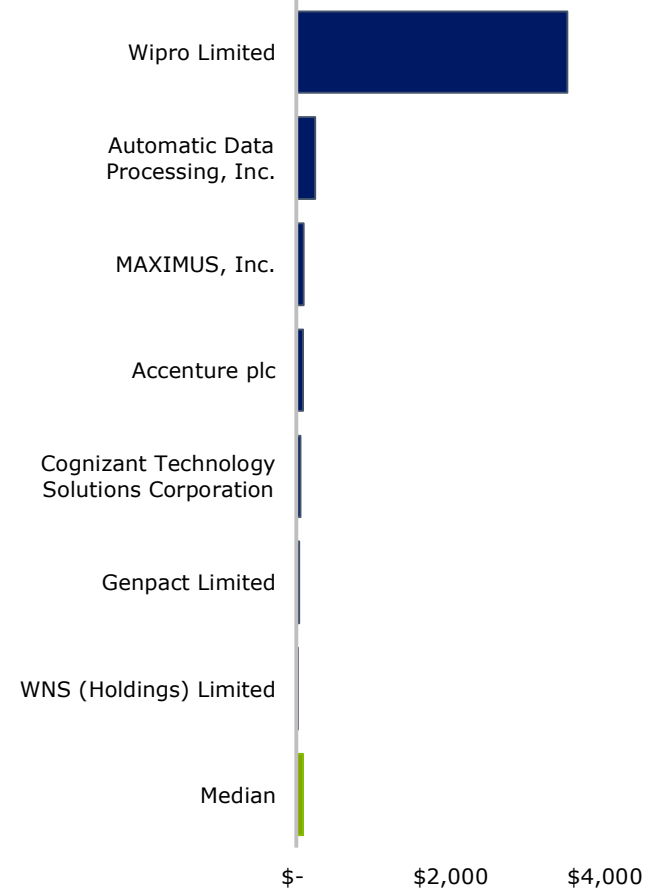 Wipro Limited
Automatic Data
Processing, Inc.
MAXIMUS, Inc.
Accenture plc
Cognizant Technology
Solutions Corporation
Genpact Limited
WNS (Holdings) Limited
Median
$- $2,000 $4,000